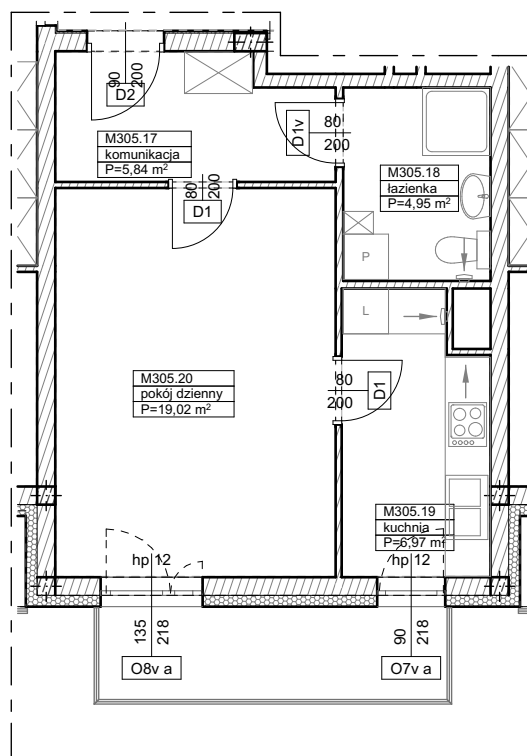 90
200
D2
M305.17
komunikacja
P=5,84 m²
80
200
D1v
M305.18
łazienka
P=4,95 m²
80
200
D1
P
L
M305.20
pokój dzienny
P=19,02 m²
80
200
D1
M305.19
kuchnia
P=6,97 m²
hp 12
hp 12
135
218
O8v a
90
218
O7v a